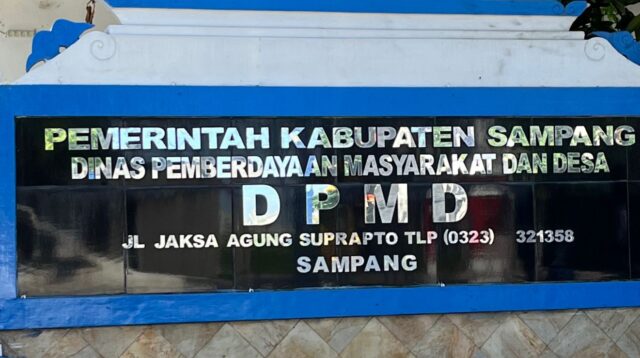 PEMERINTAH KABUPATEN SAMPANG
DINAS PEMBERDAYAAN MASYARAKAT DAN DESA
DPMD
JL JAKSA AGUNG SUPRAPTO TLP (0323) 321358
SAMPANG